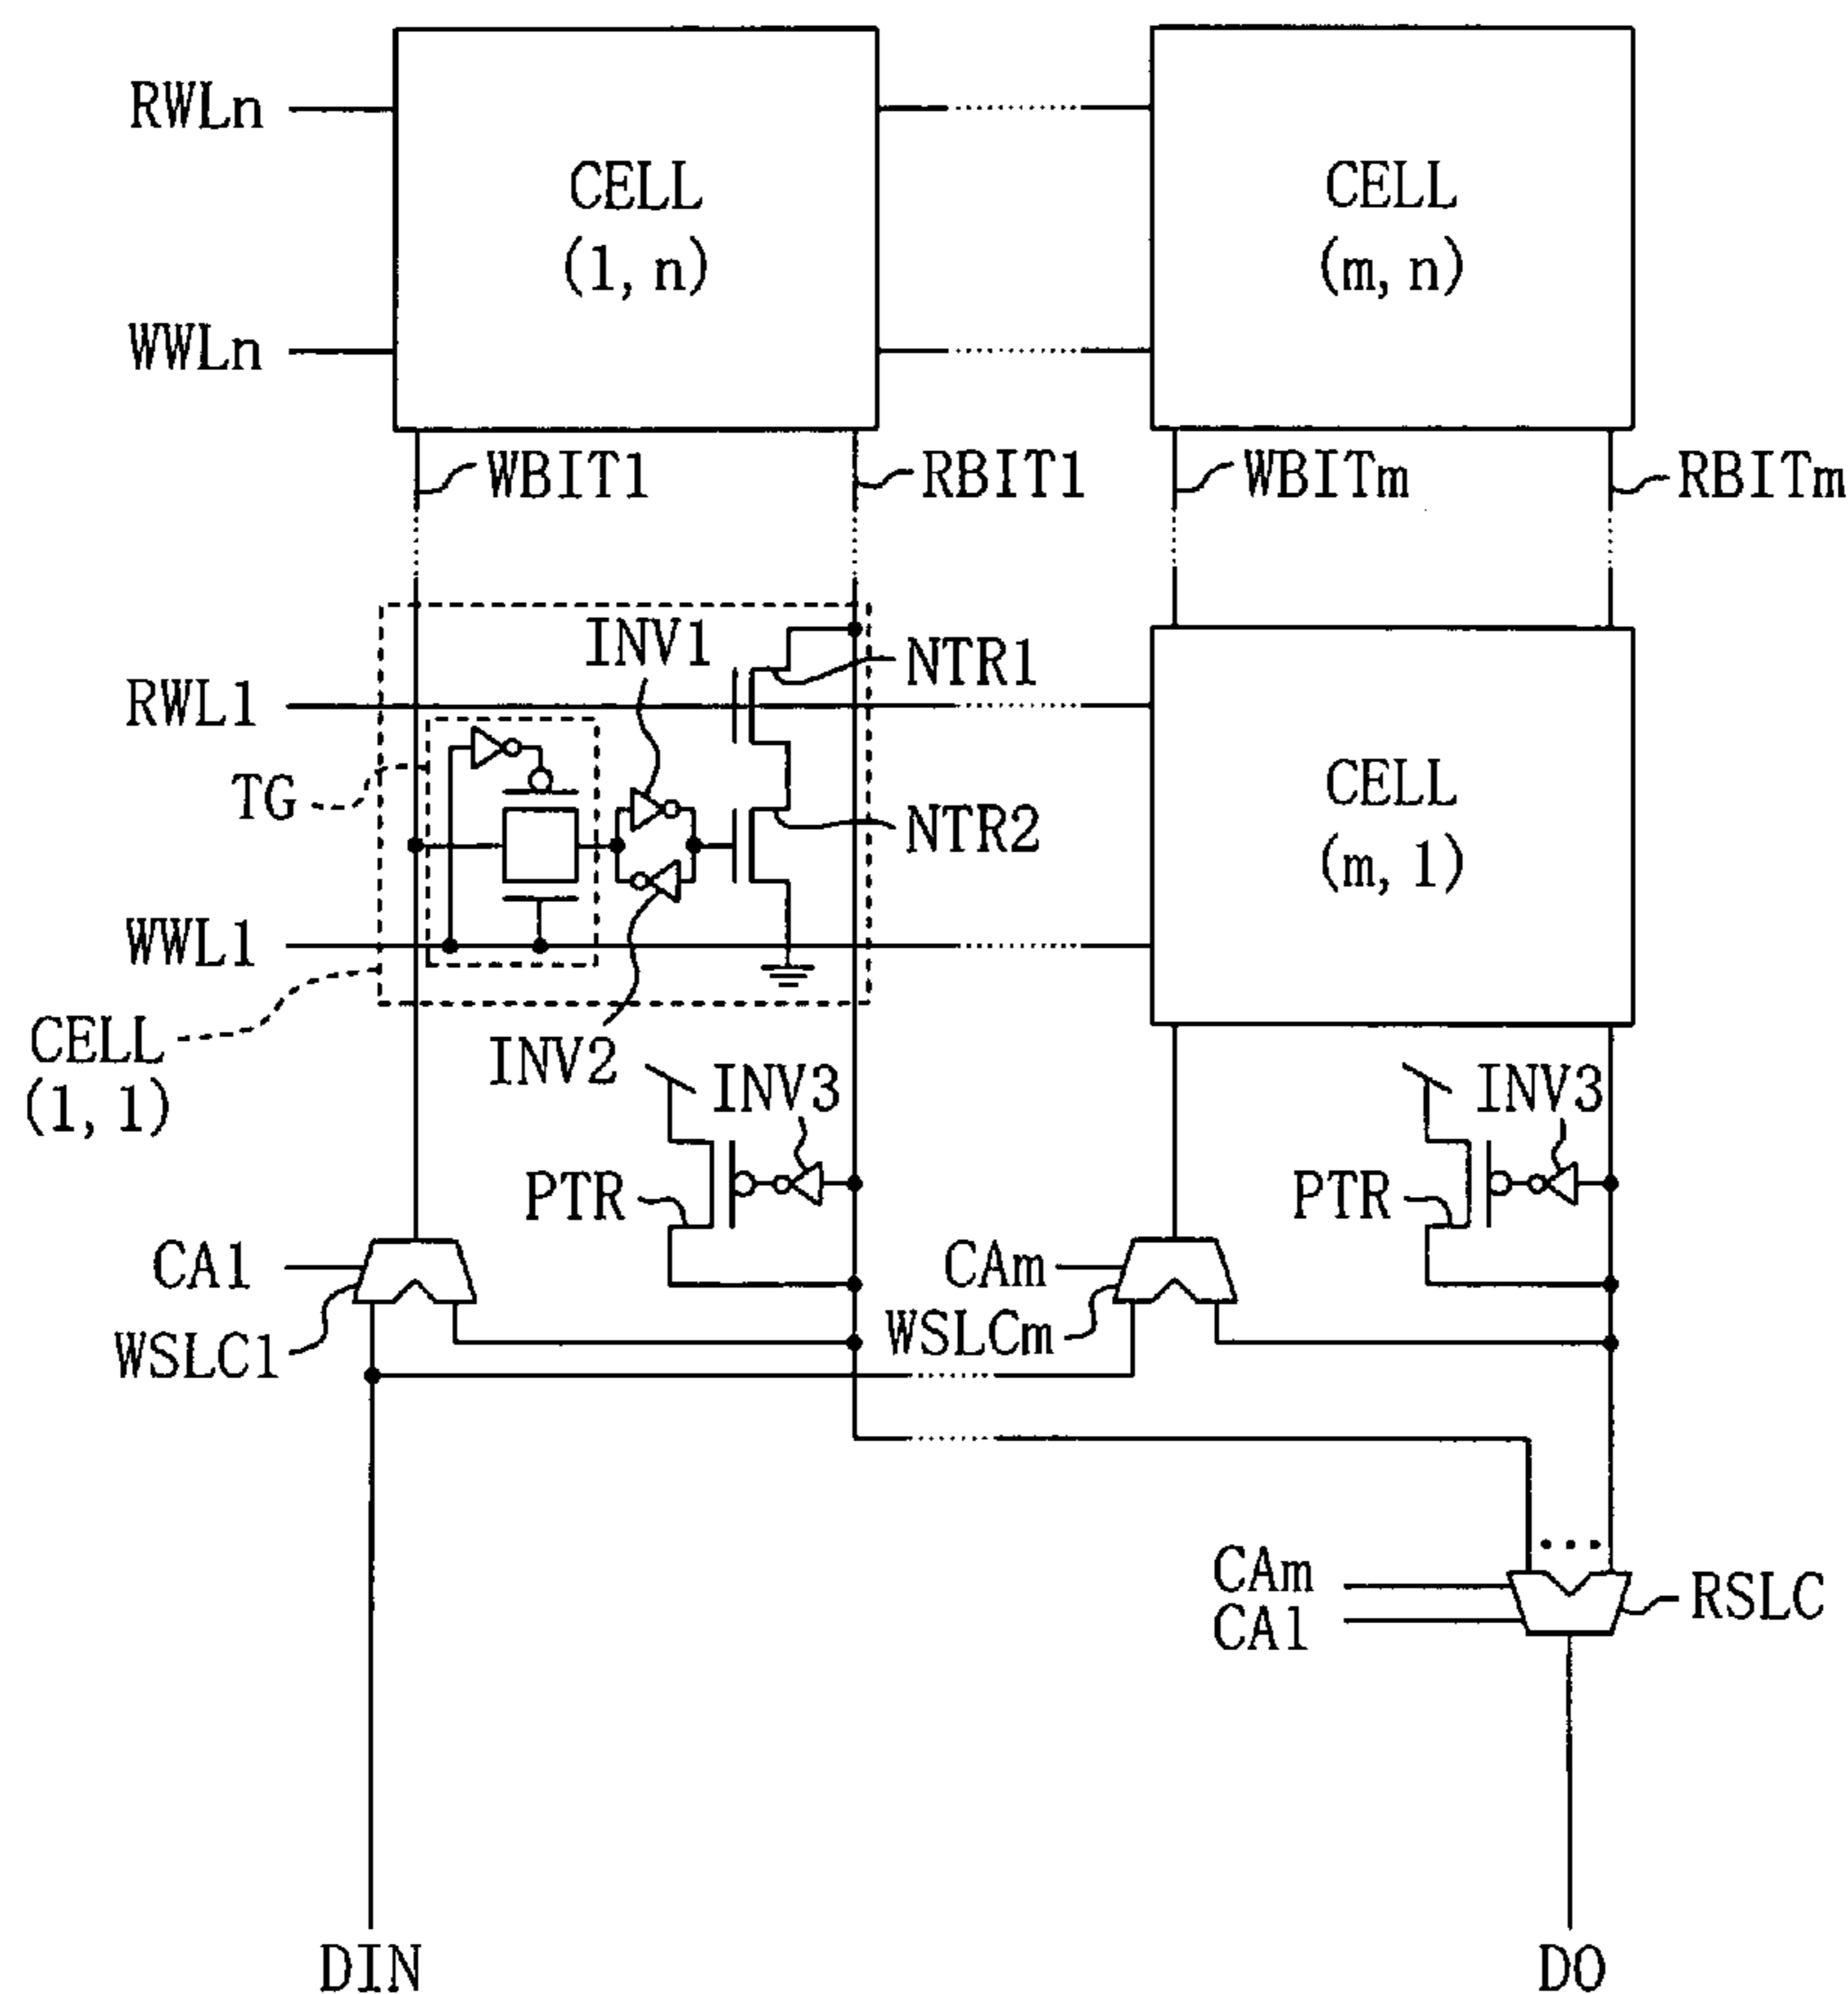 RWLn
CELL
(1, n)
CELL
(m, n)
WWLn
WBIT1
RBIT1
WBITm
RBITm
INV1
NTR1
RWL1
TG
NTR2
CELL
(m, 1)
WWL1
CELL
(1, 1)
INV2
INV3
INV3
PTR
PTR
CA1
CAm
WSLC1
WSLCm
CAm
CA1
RSLC
DIN
DO